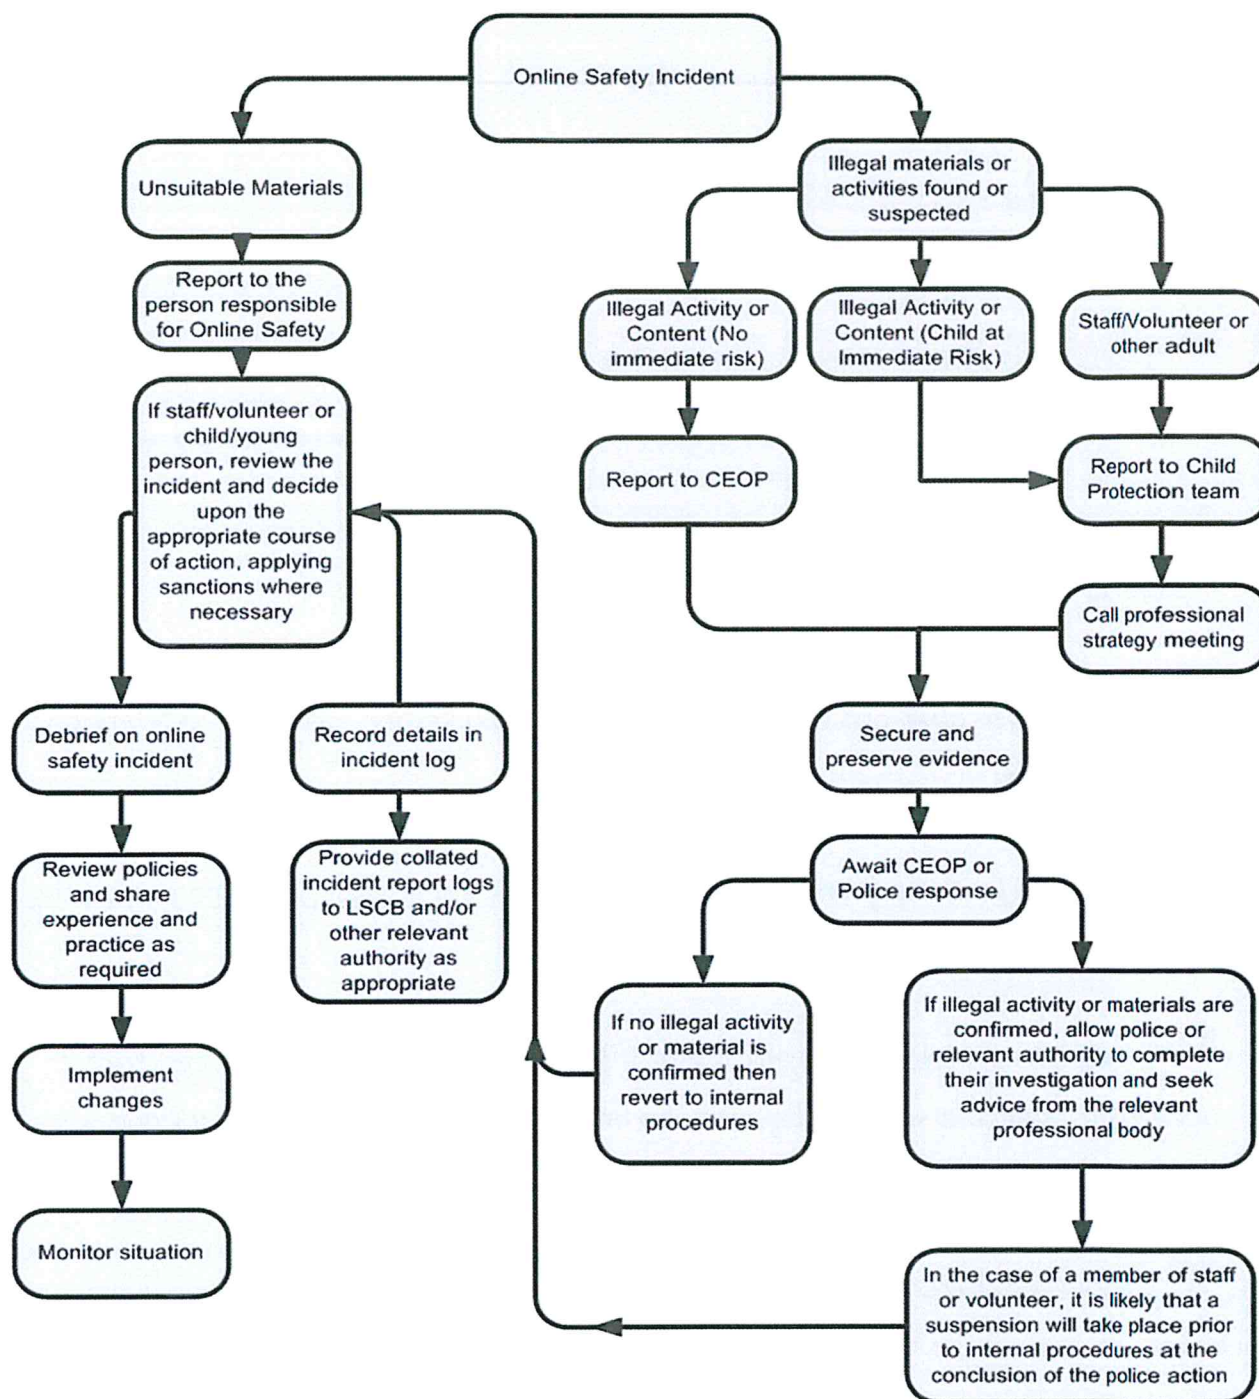 Online Safety Incident
Unsuitable Materials
Report to the
person responsible
for Online Safety
If staff/volunteer or
child/young
person, review the
incident and decide
upon the
appropriate course
of action, applying
sanctions where
necessary
Debrief on online
safety incident
Review policies
and share
experience and
practice as
required
Implement
changes
Monitor situation
Record details in
incident log
Provide collated
incident report logs
to LSCB and/or
other relevant
authority as
appropriate
Illegal materials or
activities found or
suspected
Illegal Activity or
Content (No
immediate risk)
Illegal Activity or
Content (Child at
Immediate Risk)
Staff/Volunteer or
other adult
Report to CEOP
Report to Child
Protection team
Call professional
strategy meeting
Secure and
preserve evidence
Await CEOP or
Police response
If no illegal activity
or material is
confirmed then
revert to internal
procedures
If illegal activity or materials are
confirmed, allow police or
relevant authority to complete
their investigation and seek
advice from the relevant
professional body
In the case of a member of staff
or volunteer, it is likely that a
suspension will take place prior
to internal procedures at the
conclusion of the police action